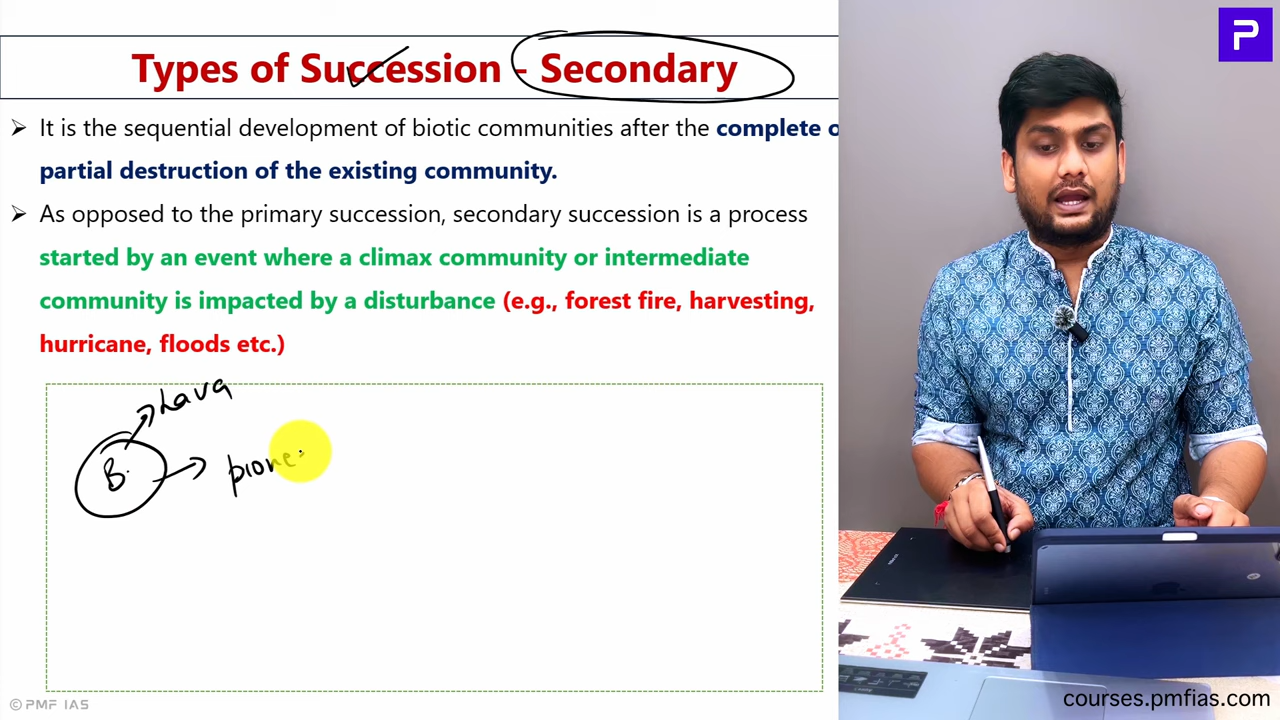 P
Types of Succession - Secondary
➢ It is the sequential development of biotic communities after the complete o
partial destruction of the existing community.
➢ As opposed to the primary succession, secondary succession is a process
started by an event where a climax community or intermediate
community is impacted by a disturbance (e.g., forest fire, harvesting,
hurricane, floods etc.)
Lava
B.
pione
© PMF IAS
courses.pmfias.com